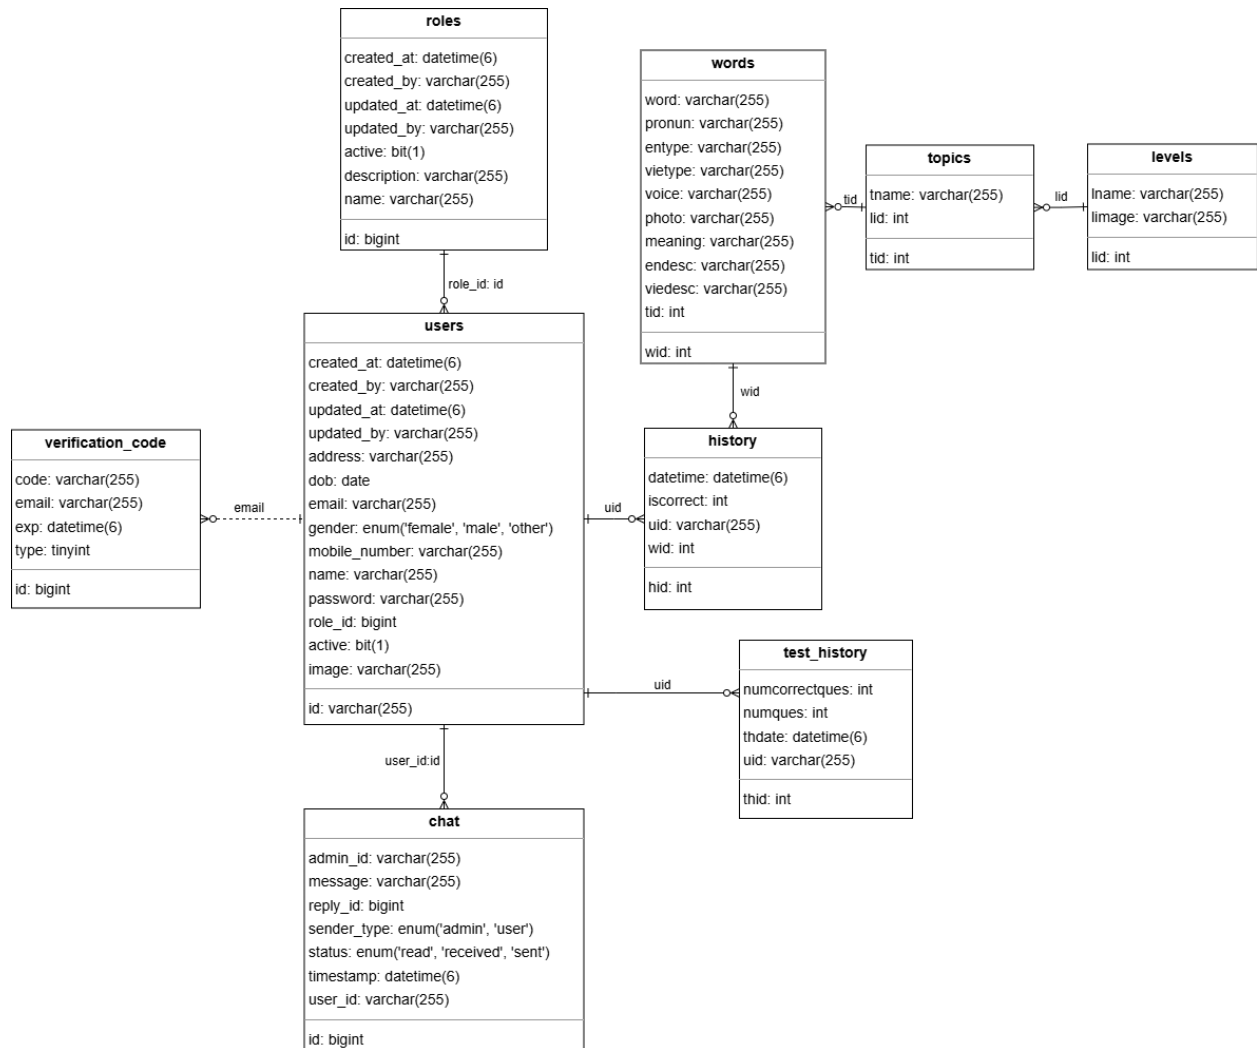 roles
created_at: datetime(6)
created_by: varchar(255)
updated_at: datetime(6)
updated_by: varchar(255)
active: bit(1)
description: varchar(255)
name: varchar(255)
id: bigint
role_id: id
words
word: varchar(255)
pronun: varchar(255)
entype: varchar(255)
vietype: varchar(255)
voice: varchar(255)
photo: varchar(255)
meaning: varchar(255)
endesc: varchar(255)
viedesc: varchar(255)
tid: int
wid: int
tid
topics
tname: varchar(255)
lid: int
tid: int
lid
levels
lname: varchar(255)
limage: varchar(255)
lid: int
users
created_at: datetime(6)
created_by: varchar(255)
updated_at: datetime(6)
updated_by: varchar(255)
address: varchar(255)
dob: date
email: varchar(255)
gender: enum('female', 'male', 'other')
mobile_number: varchar(255)
name: varchar(255)
password: varchar(255)
role_id: bigint
active: bit(1)
image: varchar(255)
id: varchar(255)
verification_code
code: varchar(255)
email: varchar(255)
exp: datetime(6)
type: tinyint
id: bigint
email
wid
history
datetime: datetime(6)
iscorrect: int
uid: varchar(255)
wid: int
hid: int
uid
test_history
numcorrectques: int
numques: int
thdate: datetime(6)
uid: varchar(255)
thid: int
uid
user_id:id
chat
admin_id: varchar(255)
message: varchar(255)
reply_id: bigint
sender_type: enum('admin', 'user')
status: enum('read', 'received', 'sent')
timestamp: datetime(6)
user_id: varchar(255)
id: bigint